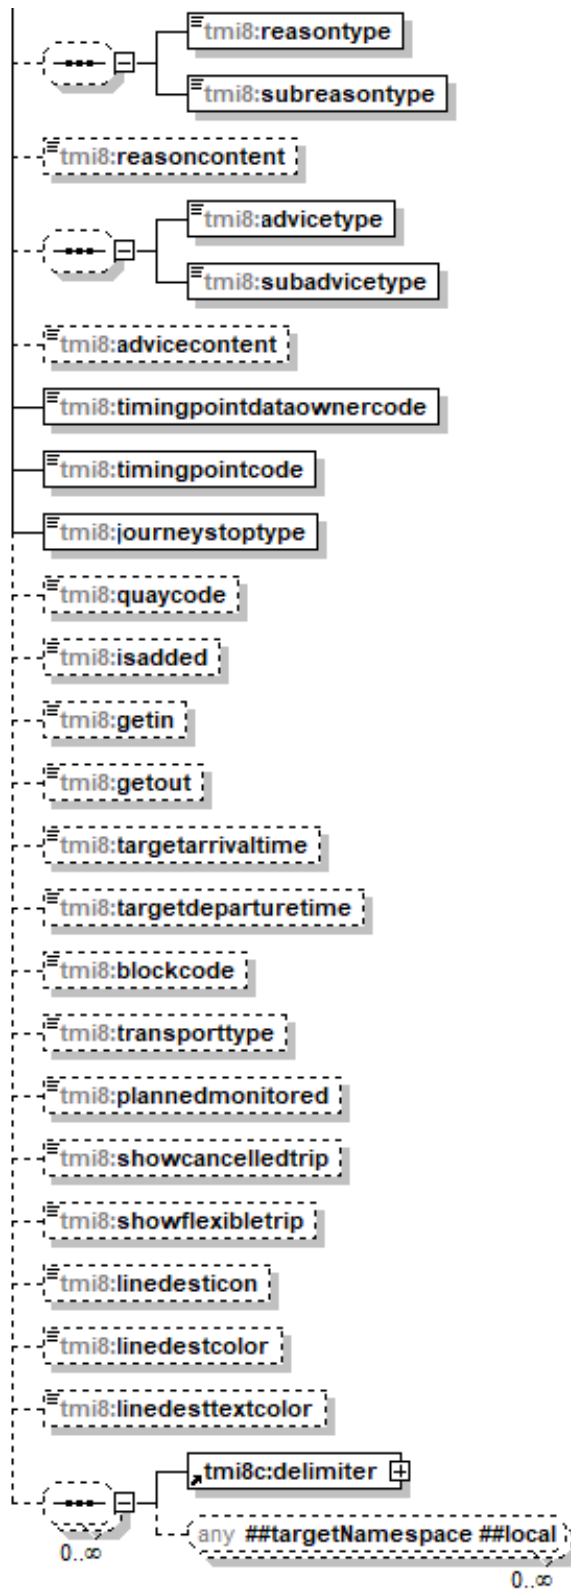 tmi8:reasontype
tmi8:subreasontype
tmi8:reasoncontent
tmi8:advicetype
tmi8:subadvicetype
tmi8:advicecontent
tmi8:timingpointdataownercode
tmi8:timingpointcode
tmi8:journeystoptype
tmi8:quaycode
tmi8:isadded
tmi8:getin
tmi8:getout
tmi8:targetarrivaltime
tmi8:targetdeparturetime
tmi8:blockcode
tmi8:transporttype
tmi8:plannedmonitored
tmi8:showcancelledtrip
tmi8:showflexibletrip
tmi8:linedesticon
tmi8:linedestcolor
tmi8:linedesttextcolor
tmi8c:delimiter
any ##targetNamespace ##local
0..∞
0..∞